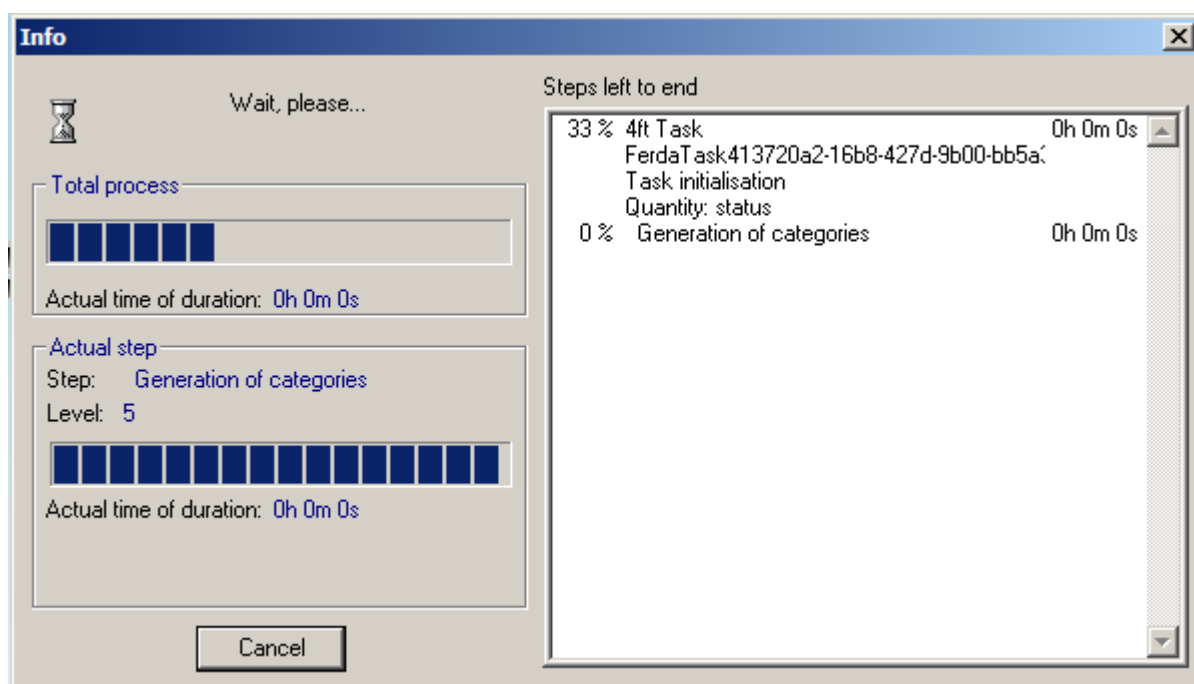 Info
Wait, please...
Total process
Actual time of duration: 0h 0m 0s
Actual step
Step: Generation of categories
Level: 5
Actual time of duration: 0h 0m 0s
Cancel
Steps left to end
33 % 4ft Task 0h 0m 0s
FerdaTask413720a2-16b8-427d-9b00-bb5a
Task initialisation
Quantity: status
0 % Generation of categories 0h 0m 0s